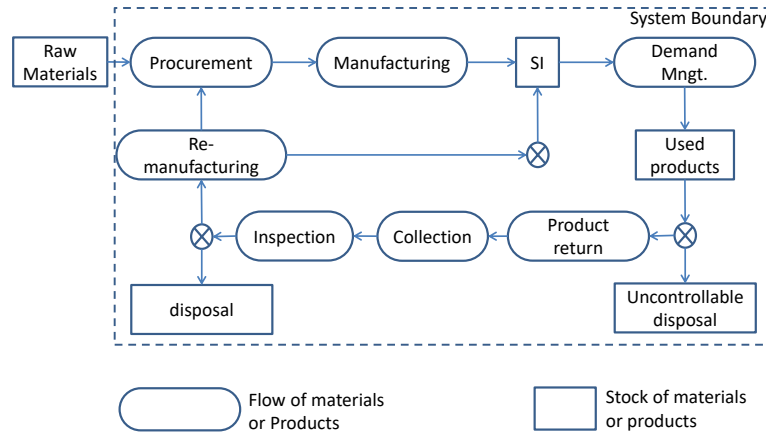 System Boundary
Raw
Materials
Procurement
Manufacturing
SI
Demand
Mngt.
Re-
manufacturing
Used
products
Inspection
Collection
Product
return
disposal
Uncontrollable
disposal
Flow of materials
or Products
Stock of materials
or products